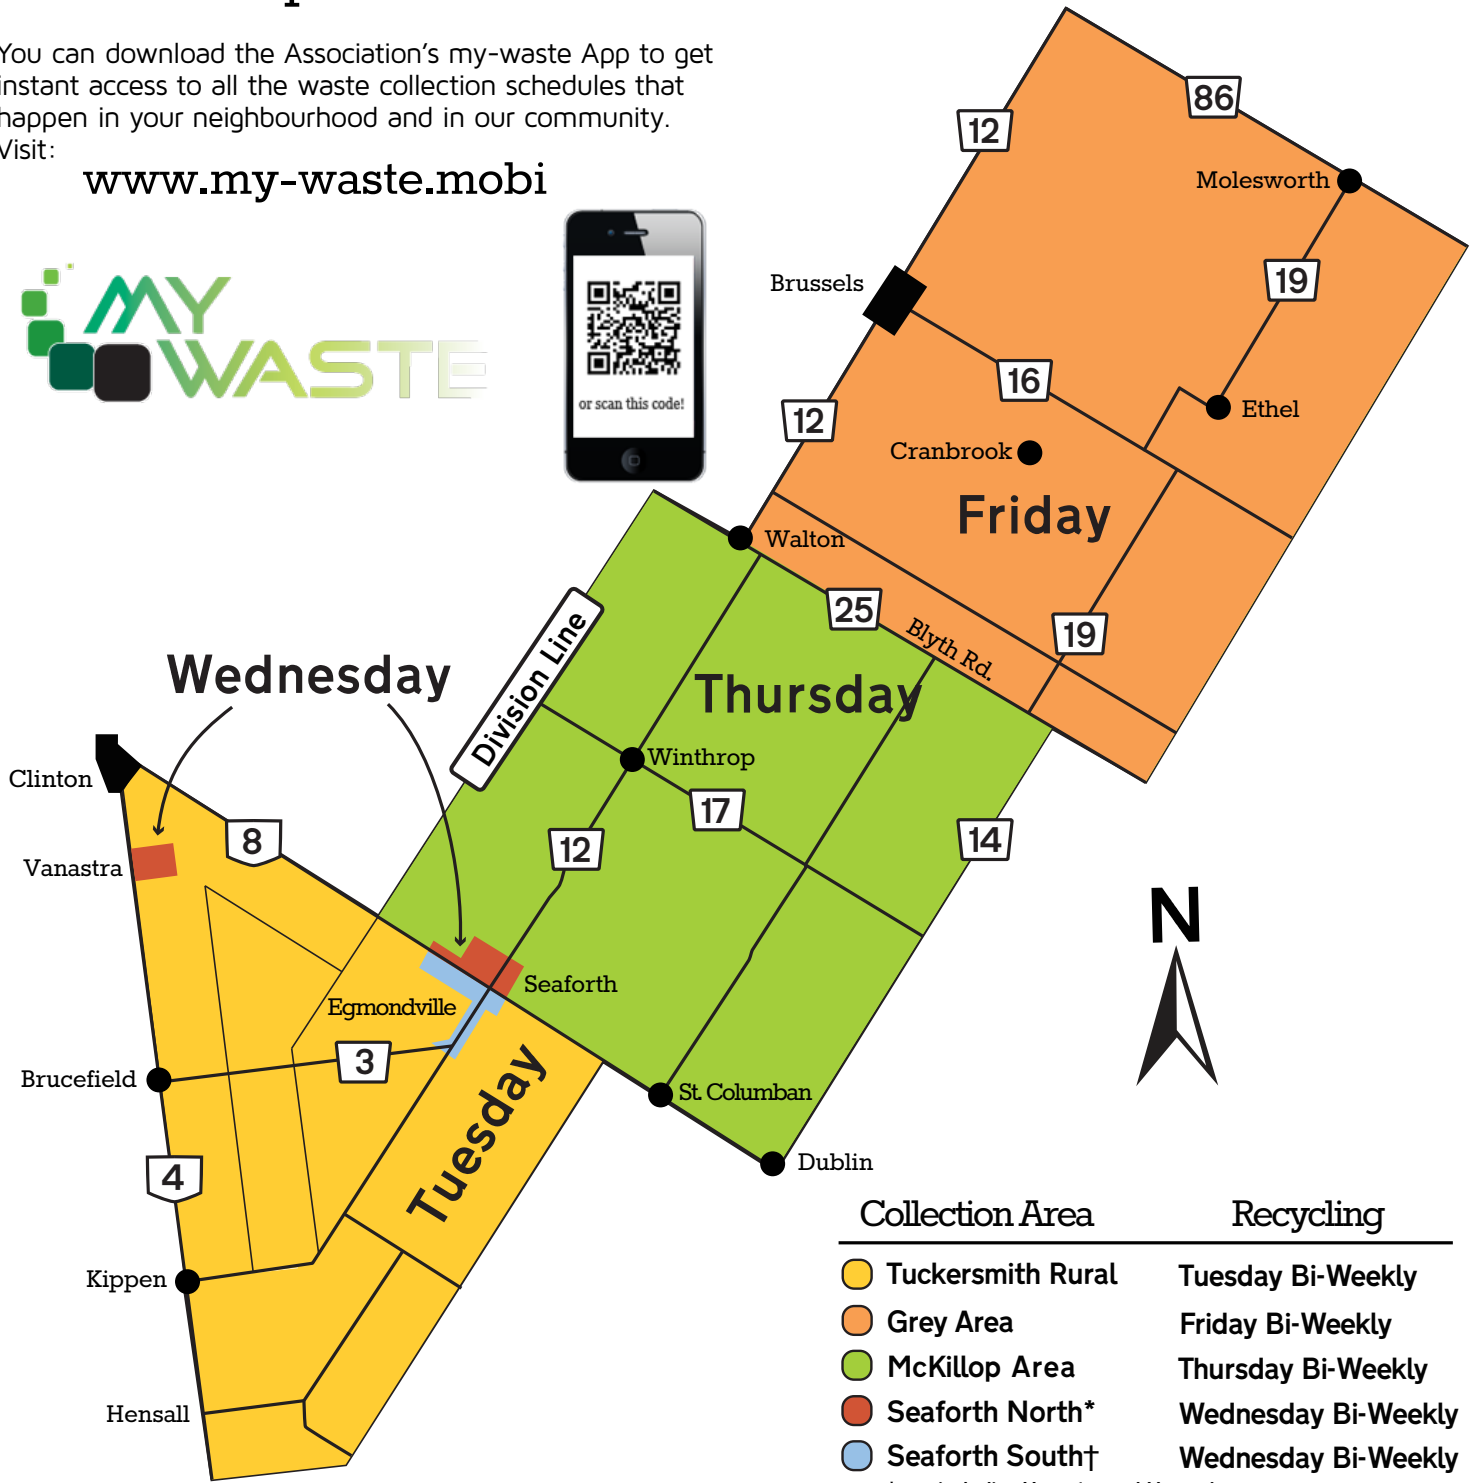 You can download the Association's my-waste App to get
instant access to all the waste collection schedules that
happen in your neighbourhood and in our community.
Visit:
www.my-waste.mobi
MY
WASTE
or scan this code!
86
12
Molesworth
19
Brussels
16
12
Ethel
Cranbrook
Friday
Walton
25
Blyth Rd.
19
Division Line
Wednesday
Thursday
Winthrop
Clinton
17
8
12
14
Vanastra
N
Seaforth
Egmondville
3
Brucefield
Tuesday
St. Columban
4
Dublin
Kippen
Hensall
Collection Area Recycling
Tuckersmith Rural Tuesday Bi-Weekly
Grey Area Friday Bi-Weekly
McKillop Area Thursday Bi-Weekly
Seaforth North* Wednesday Bi-Weekly
Seaforth South† Wednesday Bi-Weekly